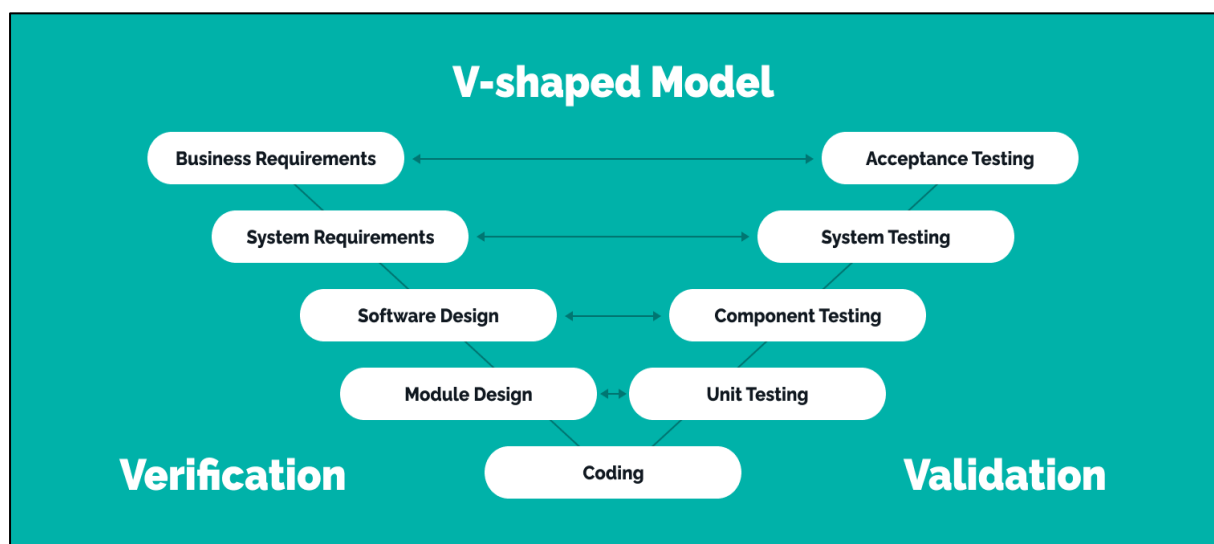 V-shaped Model
Business Requirements
Acceptance Testing
System Requirements
System Testing
Software Design
Component Testing
Module Design
Unit Testing
Verification
Coding
Validation